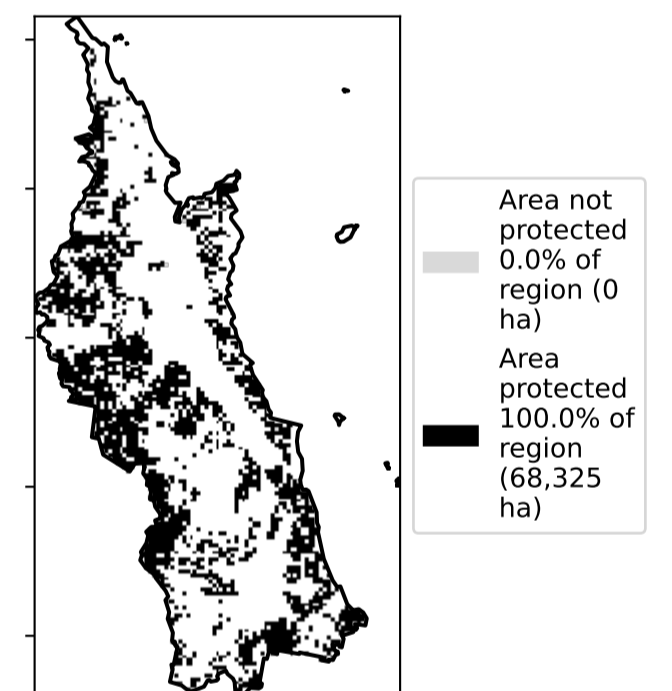 Area not
protected
0.0% of
region (0
ha)
Area
protected
100.0% of
region
(68,325
ha)